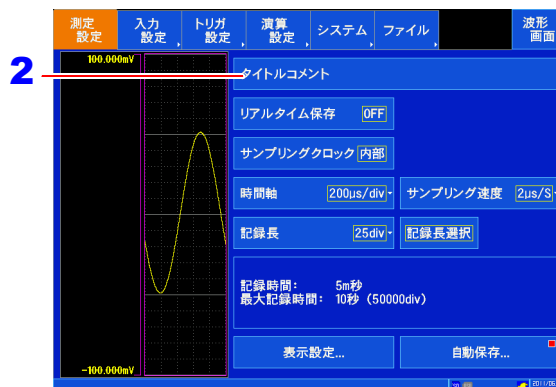 測定
設定
入力
設定
トリガ
設定
演算
設定
システム
ファイル
波形
画面
2
100.000mV
タイトルコメント
リアルタイム保存 OFF
サンプリングクロック 内部
時間軸 200μs/div サンプリング速度 2μs/S
記録長 25div 記録長選択
記録時間: 5m秒
最大記録時間: 10秒 (50000div)
表示設定... 自動保存...
-100.000mV